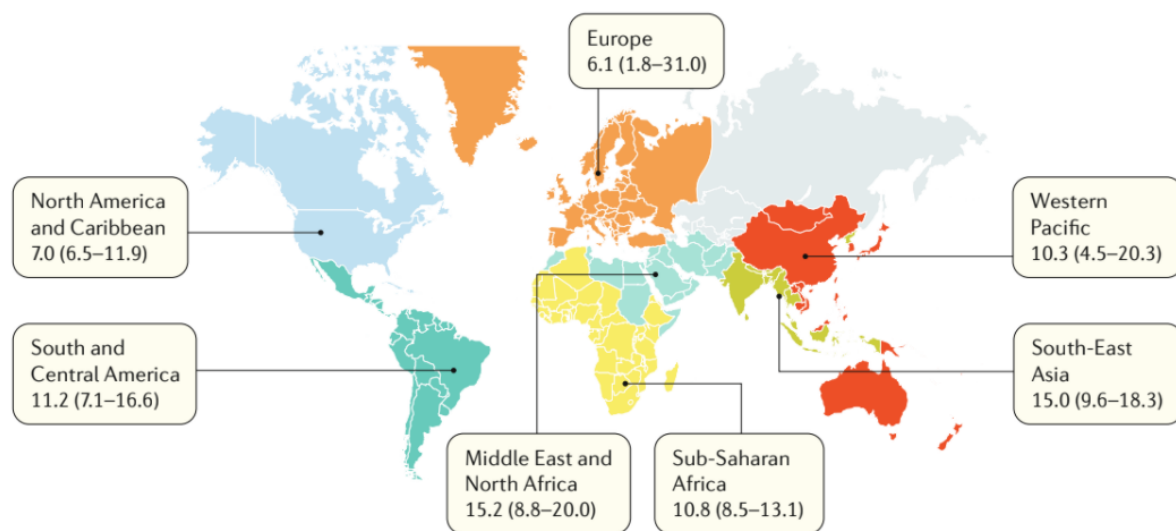 Europe
6.1 (1.8–31.0)
North America
and Caribbean
7.0 (6.5–11.9)
Western
Pacific
10.3 (4.5–20.3)
South and
Central America
11.2 (7.1–16.6)
South-East
Asia
15.0 (9.6–18.3)
Middle East and
North Africa
15.2 (8.8–20.0)
Sub-Saharan
Africa
10.8 (8.5–13.1)